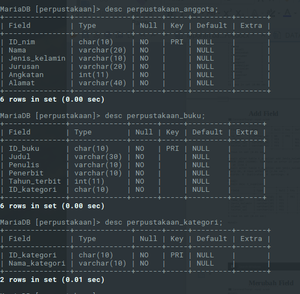 MariaDB [perpustakaan]> desc perpustakaan_anggota;
+---------------+-------------+------+-----+---------+-------+
| Field | Type | Null | Key | Default | Extra |
+---------------+-------------+------+-----+---------+-------+
| ID_nim | char(10) | NO | PRI | NULL | |
| Nama | varchar(20) | NO | | NULL | |
| Jenis_kelamin | varchar(10) | NO | | NULL | |
| Jurusan | varchar(20) | NO | | NULL | |
| Angkatan | int(11) | NO | | NULL | |
| Alamat | varchar(40) | NO | | NULL | |
+---------------+-------------+------+-----+---------+-------+
6 rows in set (0.00 sec)
MariaDB [perpustakaan]> desc perpustakaan_buku;
+--------------+-------------+------+-----+---------+-------+
| Field | Type | Null | Key | Default | Extra |
+--------------+-------------+------+-----+---------+-------+
| ID_buku | char(10) | NO | PRI | NULL | |
| Judul | varchar(30) | NO | | NULL | |
| Penulis | varchar(10) | NO | | NULL | |
| Penerbit | varchar(10) | NO | | NULL | |
| Tahun_terbit | int(11) | NO | | NULL | |
| ID_kategori | char(10) | NO | | NULL | |
+--------------+-------------+------+-----+---------+-------+
6 rows in set (0.00 sec)
MariaDB [perpustakaan]> desc perpustakaan_kategori;
+---------------+-------------+------+-----+---------+-------+
| Field | Type | Null | Key | Default | Extra |
+---------------+-------------+------+-----+---------+-------+
| ID_kategori | char(10) | NO | PRI | NULL | |
| Nama_kategori | varchar(10) | NO | | NULL | |
+---------------+-------------+------+-----+---------+-------+
2 rows in set (0.01 sec)